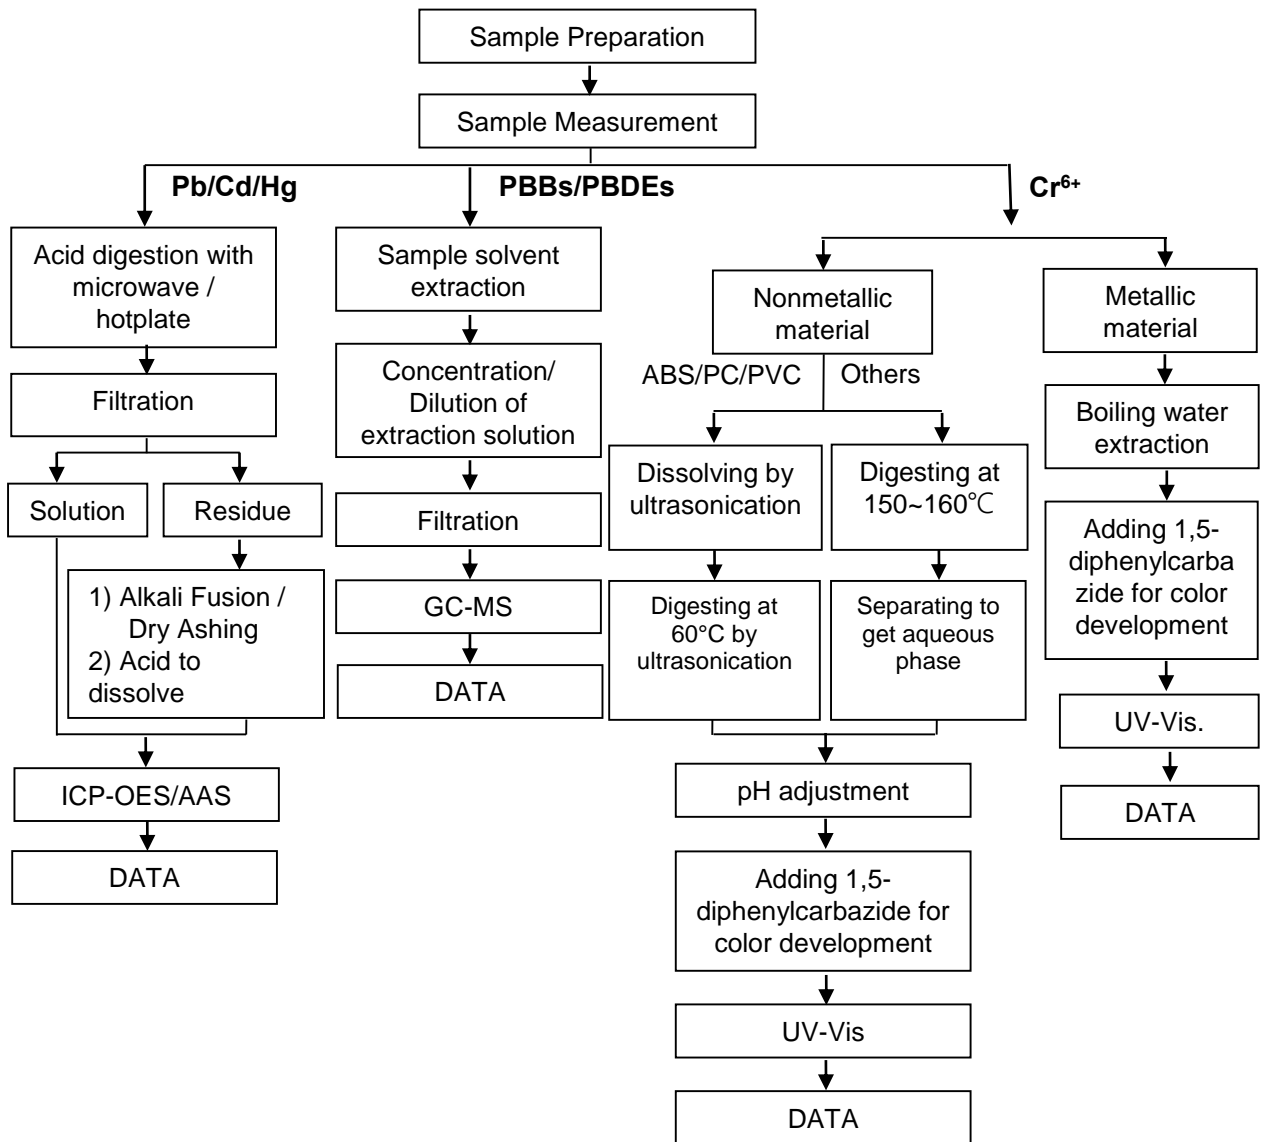 Sample Preparation
Sample Measurement
Pb/Cd/Hg
PBBs/PBDEs
Cr6+
Acid digestion with
microwave /
hotplate
Filtration
Solution
Residue
1) Alkali Fusion /
Dry Ashing
2) Acid to
dissolve
ICP-OES/AAS
DATA
Sample solvent
extraction
Concentration/
Dilution of
extraction solution
Filtration
GC-MS
DATA
Nonmetallic
material
ABS/PC/PVC
Others
Dissolving by
ultrasonication
Digesting at
60°C by
ultrasonication
Digesting at
150~160℃
Separating to
get aqueous
phase
pH adjustment
Adding 1,5-
diphenylcarbazide for
color development
UV-Vis
DATA
Metallic
material
Boiling water
extraction
Adding 1,5-
diphenylcarba
zide for color
development
UV-Vis.
DATA